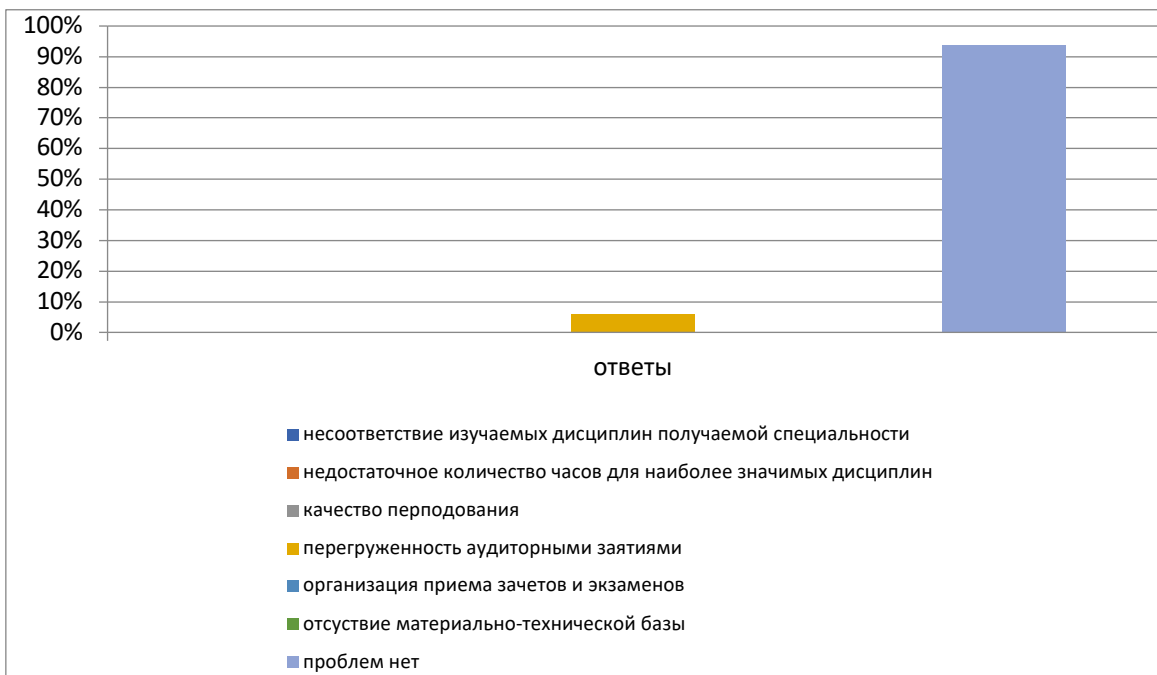 100%
90%
80%
70%
60%
50%
40%
30%
20%
10%
0%
ответы
несоответствие изучаемых дисциплин получаемой специальности
недостаточное количество часов для наиболее значимых дисциплин
качество перподования
перегруженность аудиторными заятиями
организация приема зачетов и экзаменов
отсуствие материально-технической базы
проблем нет